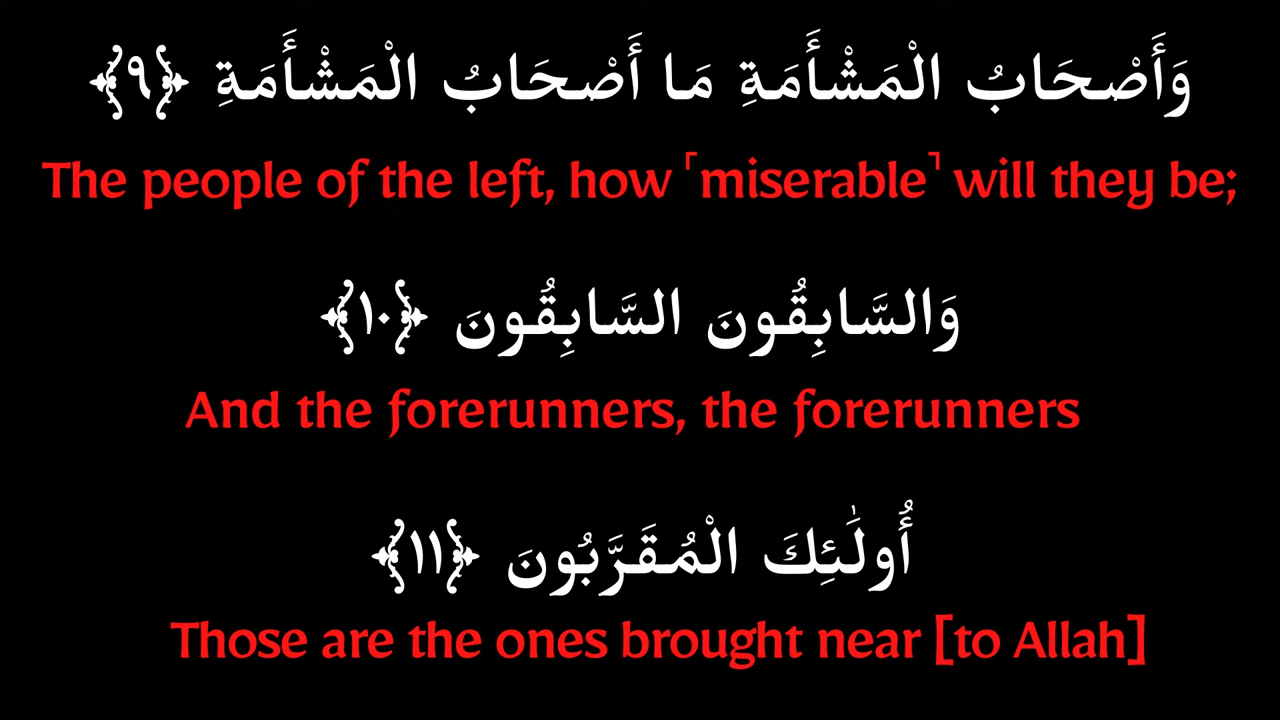 وَأَصْحَابُ الْمَشْأَمَةِ مَا أَصْحَابُ الْمَشْأَمَةِ ﴿٩﴾
The people of the left, how ˹miserable˺ will they be;
وَالسَّابِقُونَ السَّابِقُونَ ﴿١٠﴾
And the forerunners, the forerunners
أُولَٰئِكَ الْمُقَرَّبُونَ ﴿١١﴾
Those are the ones brought near [to Allah]